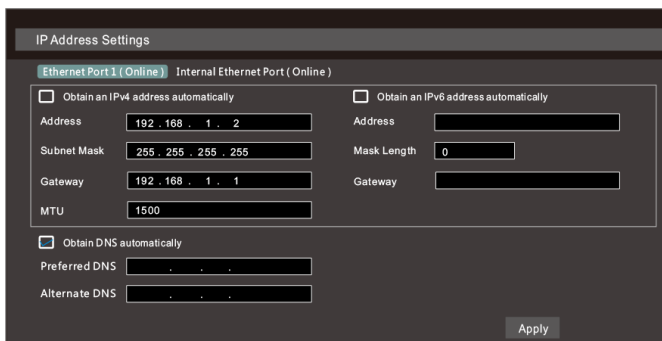 IP Address Settings
Ethernet Port 1 ( Online ) Internal Ethernet Port ( Online )
Obtain an IPv4 address automatically
Obtain an IPv6 address automatically
Address 192 . 168 . 1 . 2
Address
Subnet Mask 255 . 255 . 255 . 255
Mask Length 0
Gateway 192 . 168 . 1 . 1
Gateway
MTU 1500
Obtain DNS automatically
Preferred DNS . . .
Alternate DNS . . .
Apply